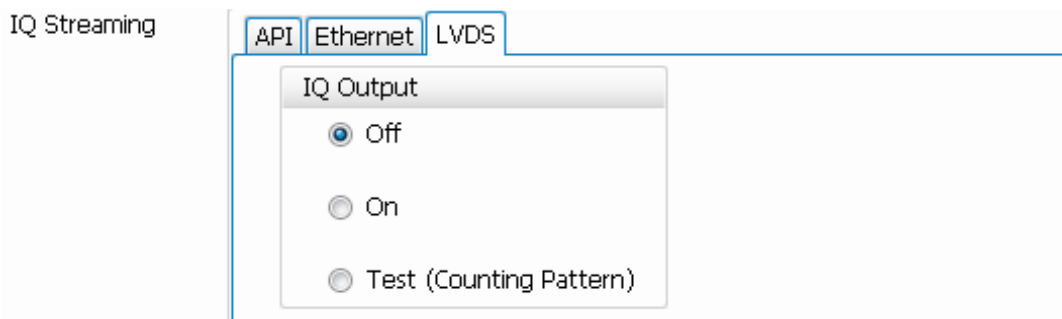 IQ Streaming
API Ethernet LVDS
IQ Output
Off
On
Test (Counting Pattern)